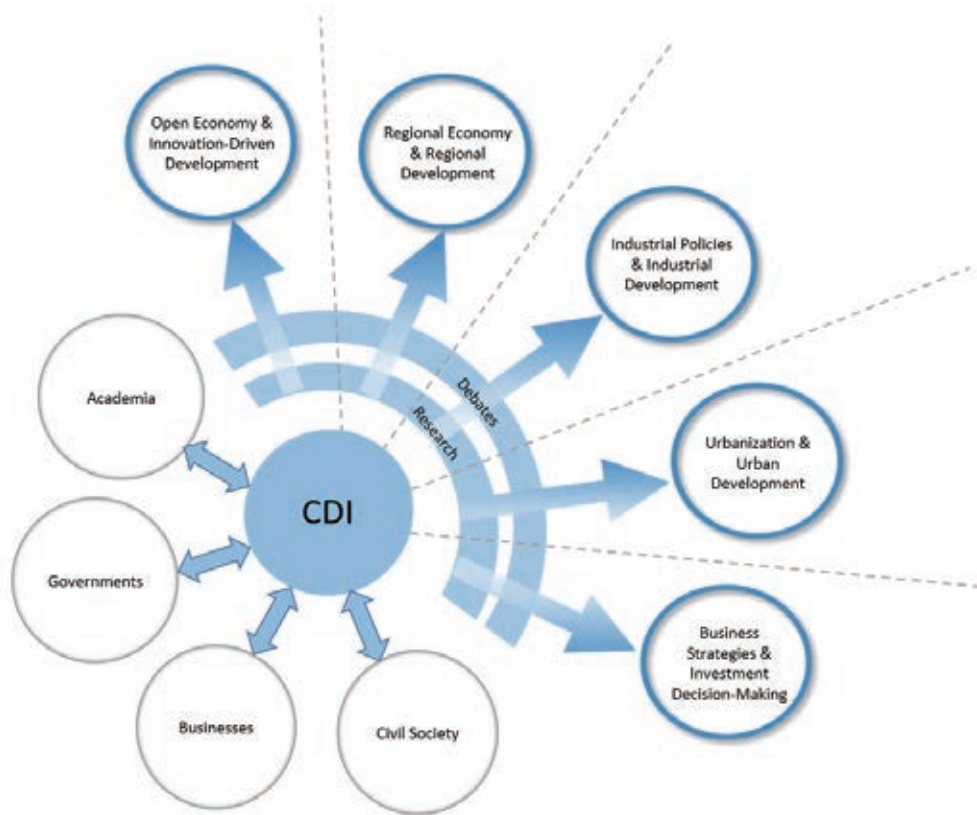 Open Economy &
Innovation-Driven
Development
Regional Economy
& Regional
Development
Industrial Policies
& Industrial
Development
Debates
Research
Academia
Urbanization &
Urban
Development
CDI
Governments
Business
Strategies &
Investment
Decision-Making
Businesses
Civil Society